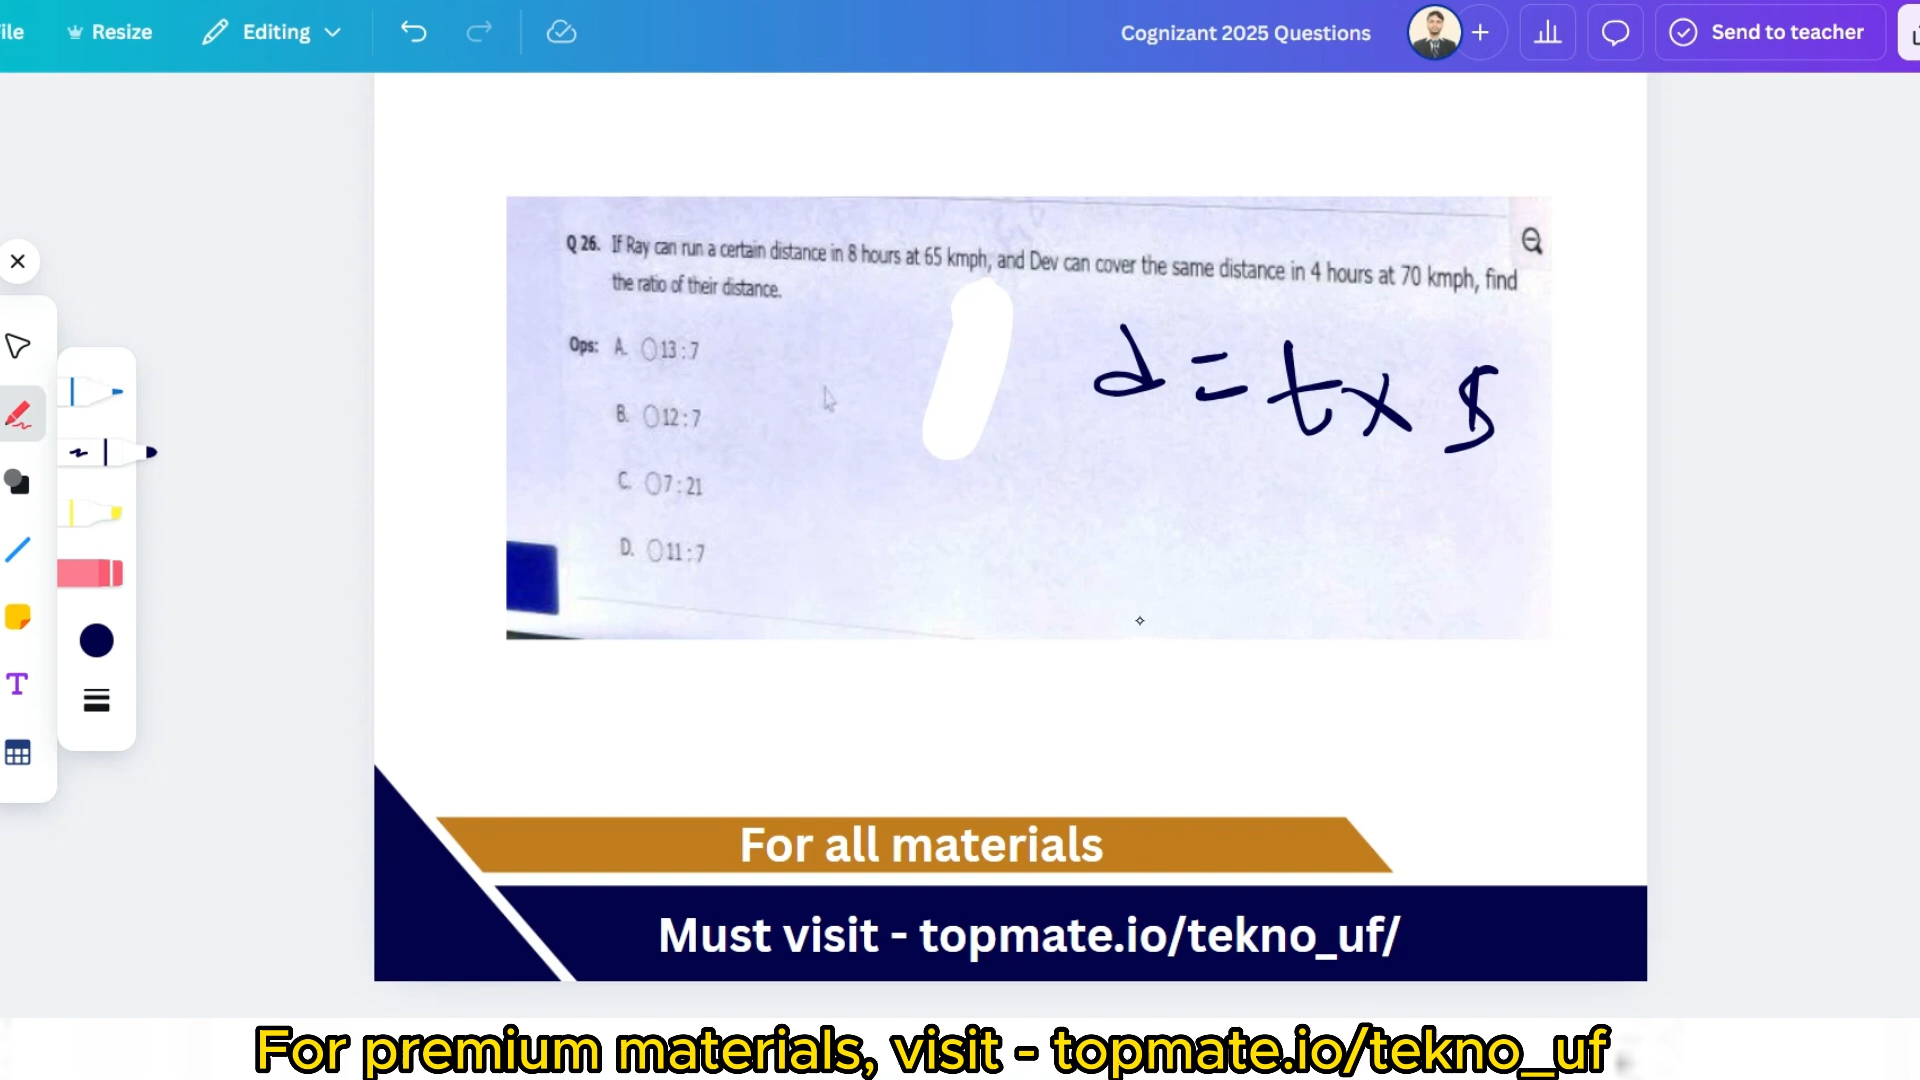 ile
Resize
Editing
Cognizant 2025 Questions
+
Send to teacher
Q 26. If Ray can run a certain distance in 8 hours at 65 kmph, and Dev can cover the same distance in 4 hours at 70 kmph, find
the ratio of their distance.
Ops: A. 13 : 7
B. 12 : 7
C. 7 : 21
D. 11 : 7
d = t x s
T
For all materials
Must visit - topmate.io/tekno_uf/
For premium materials, visit - topmate.io/tekno_uf